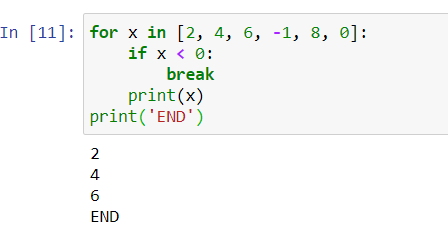 In [11]: for x in [2, 4, 6, -1, 8, 0]:
    if x < 0:
        break
    print(x)
print('END')
2
4
6
END